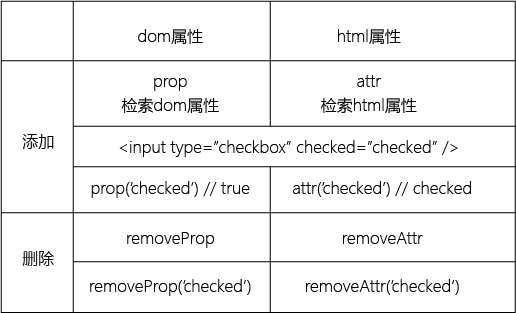 dom属性 html属性
prop attr
添加 检索dom属性 检索html属性
<input type=”checkbox” checked=”checked” />
prop(‘checked’) // true attr(‘checked’) // checked
删除 removeProp removeAttr
removeProp(‘checked’) removeAttr(‘checked’)